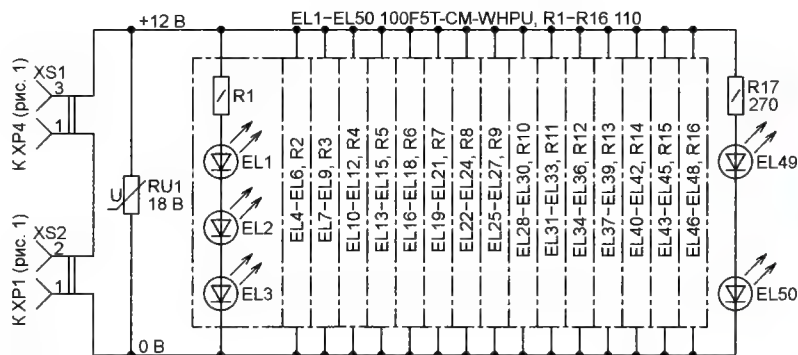 +12 В
EL1–EL50 100F5T-CM-WHPU, R1–R16 110
К XP4 (рис. 1)
XS1
3
1
К XP1 (рис. 1)
XS2
2
1
U
RU1
18 В
R1
EL1
EL2
EL3
EL4–EL6, R2
EL7–EL9, R3
EL10–EL12, R4
EL13–EL15, R5
EL16–EL18, R6
EL19–EL21, R7
EL22–EL24, R8
EL25–EL27, R9
EL28–EL30, R10
EL31–EL33, R11
EL34–EL36, R12
EL37–EL39, R13
EL40–EL42, R14
EL43–EL45, R15
EL46–EL48, R16
R17
270
EL49
EL50
0 В